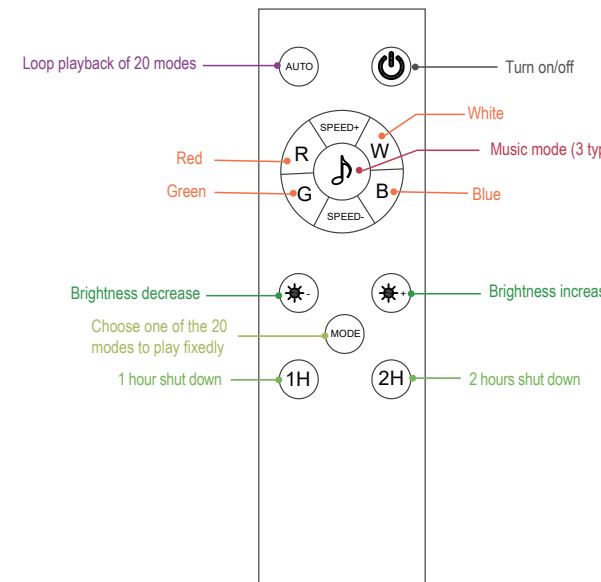 Loop playback of 20 modes
AUTO
Turn on/off
SPEED+
White
R
W
Red
Music mode (3
Green
G
B
Blue
SPEED-
Brightness decrease
-
+
Brightness
Choose one of the 20
modes to play fixedly
MODE
1 hour shut down
1H
2H
2 hours shut down